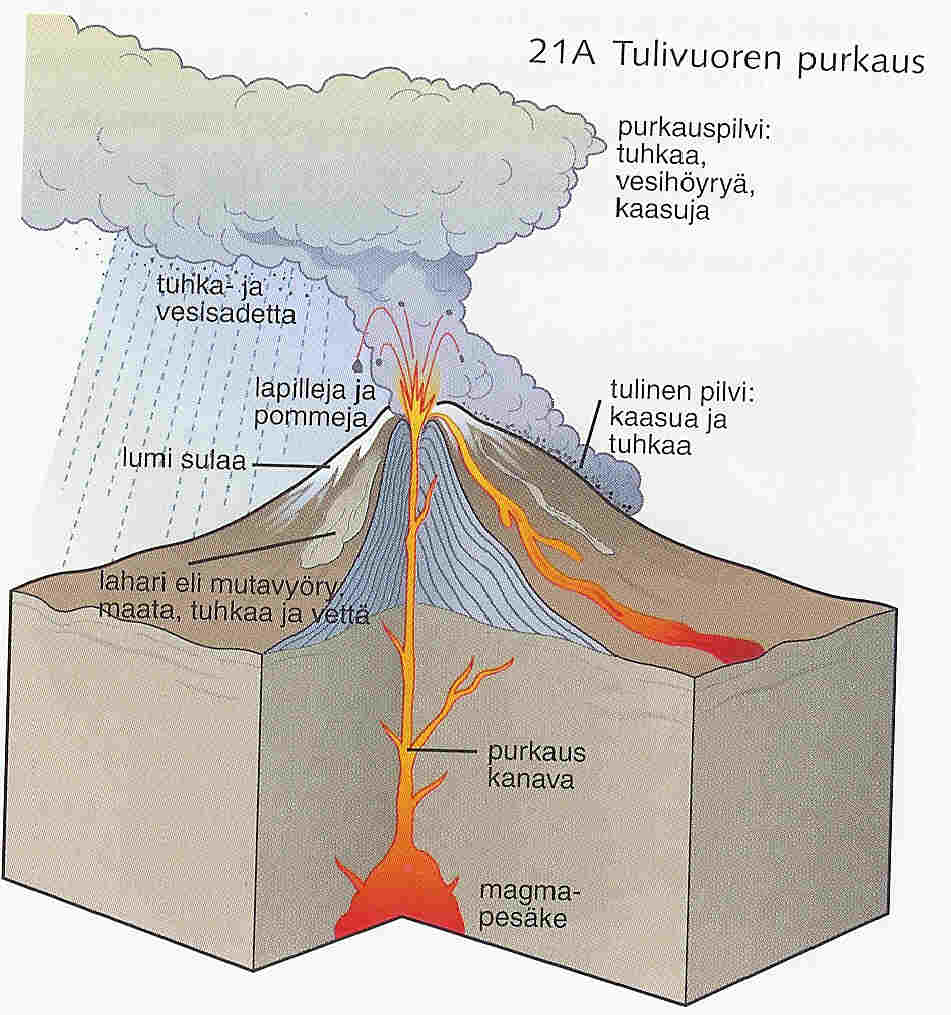 21A Tulivuoren purkaus
purkauspilvi:
tuhkaa,
vesihöyryä,
kaasuja
tuhka- ja
vesisadetta
lapilleja ja
pommeja
tulinen pilvi:
kaasua ja
tuhkaa
lumi sulaa
lahari eli mutavyöry:
maata, tuhkaa ja vettä
purkaus
kanava
magma-
pesäke